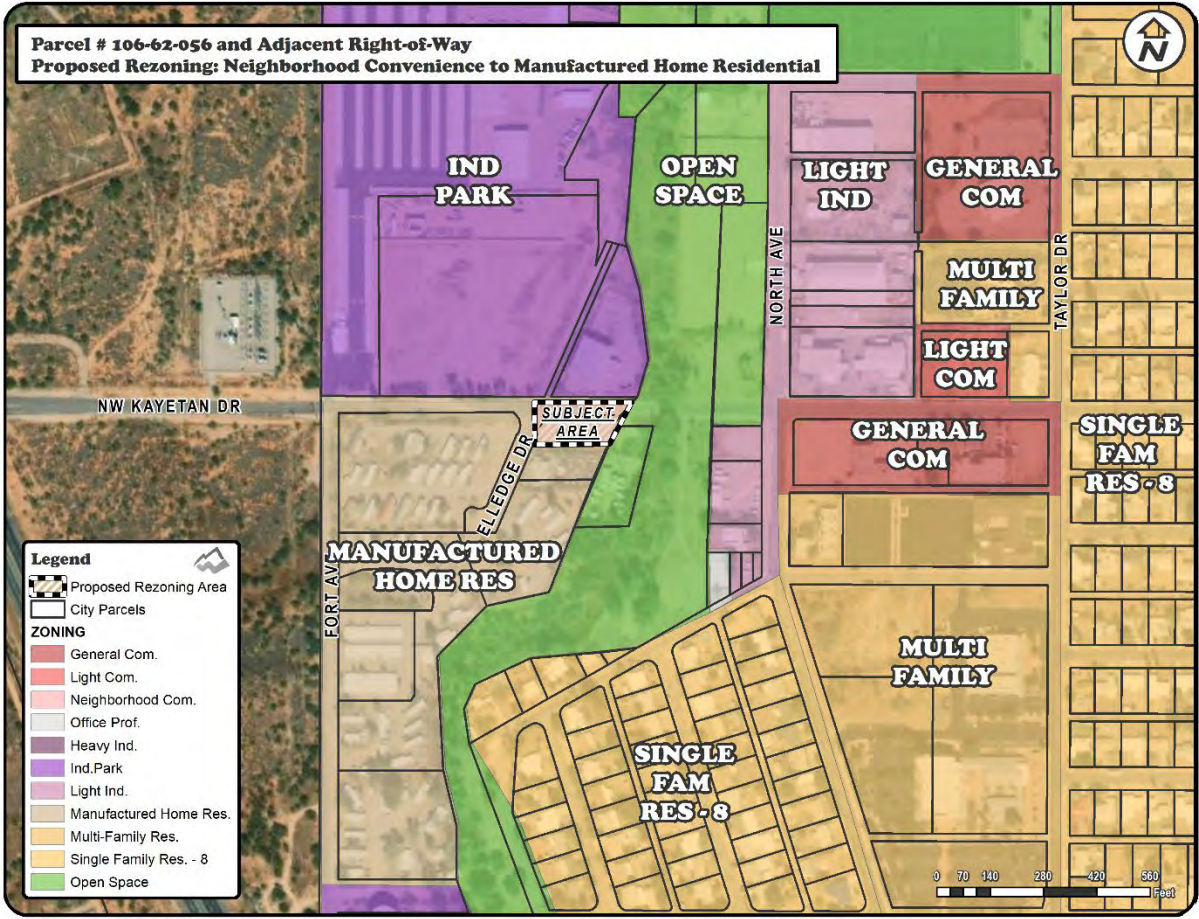 Parcel # 106-62-056 and Adjacent Right-of-Way
Proposed Rezoning: Neighborhood Convenience to Manufactured Home Residential
N
IND
PARK
OPEN
SPACE
LIGHT
IND
GENERAL
COM
NORTH AVE
TAYLOR DR
MULTI
FAMILY
LIGHT
COM
NW KAYETAN DR
SUBJECT
AREA
ELLEDGE DR
GENERAL
COM
SINGLE
FAM
RES - 8
MANUFACTURED
HOME RES
FORT AVE
MULTI
FAMILY
SINGLE
FAM
RES - 8
Legend
Proposed Rezoning Area
City Parcels
ZONING
General Com.
Light Com.
Neighborhood Com.
Office Prof.
Heavy Ind.
Ind.Park
Light Ind.
Manufactured Home Res.
Multi-Family Res.
Single Family Res. - 8
Open Space
0 70 140 280 420 560
Feet